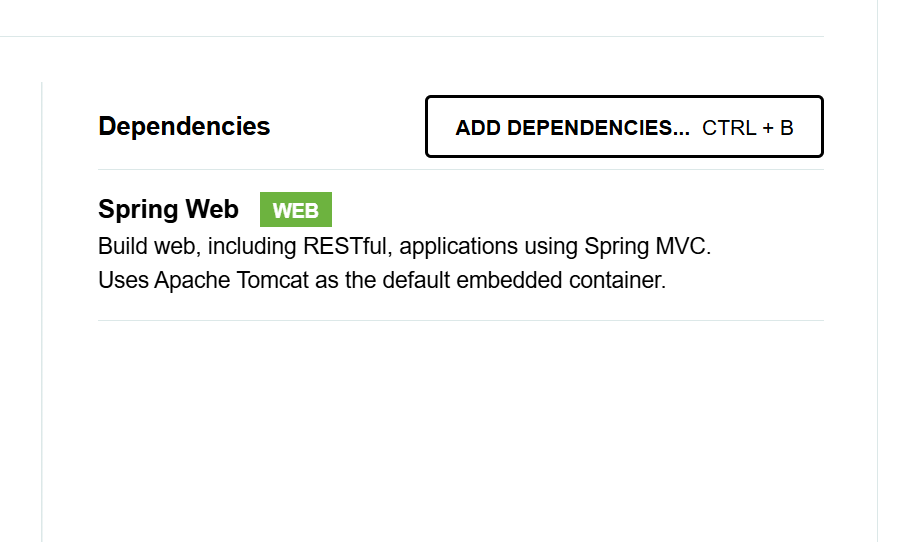 Dependencies
ADD DEPENDENCIES... CTRL + B
Spring Web WEB
Build web, including RESTful, applications using Spring MVC.
Uses Apache Tomcat as the default embedded container.